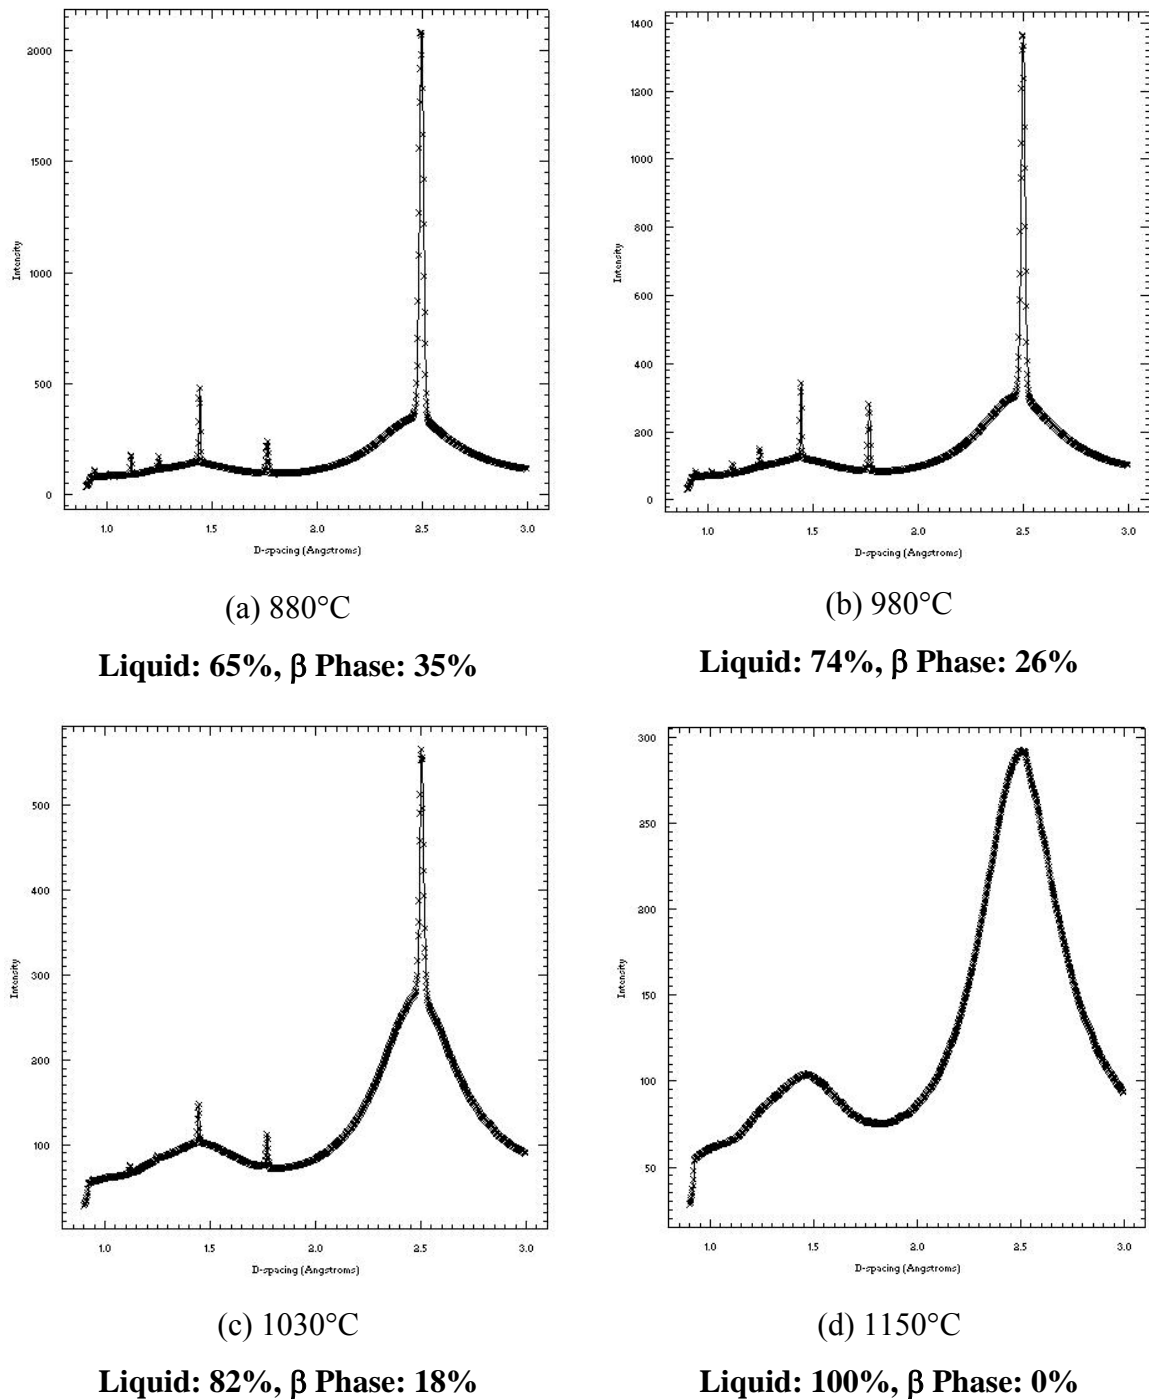 2000
1500
1000
500
0
Intensity
1.0 1.5 2.0 2.5 3.0
D-spacing (Angstroms)
(a) 880°C
Liquid: 65%, β Phase: 35%
1400
1200
1000
800
600
400
200
0
Intensity
1.0 1.5 2.0 2.5 3.0
D-spacing (Angstroms)
(b) 980°C
Liquid: 74%, β Phase: 26%
500
400
300
200
100
Intensity
1.0 1.5 2.0 2.5 3.0
D-spacing (Angstroms)
(c) 1030°C
Liquid: 82%, β Phase: 18%
300
250
200
150
100
50
Intensity
1.0 1.5 2.0 2.5 3.0
D-spacing (Angstroms)
(d) 1150°C
Liquid: 100%, β Phase: 0%